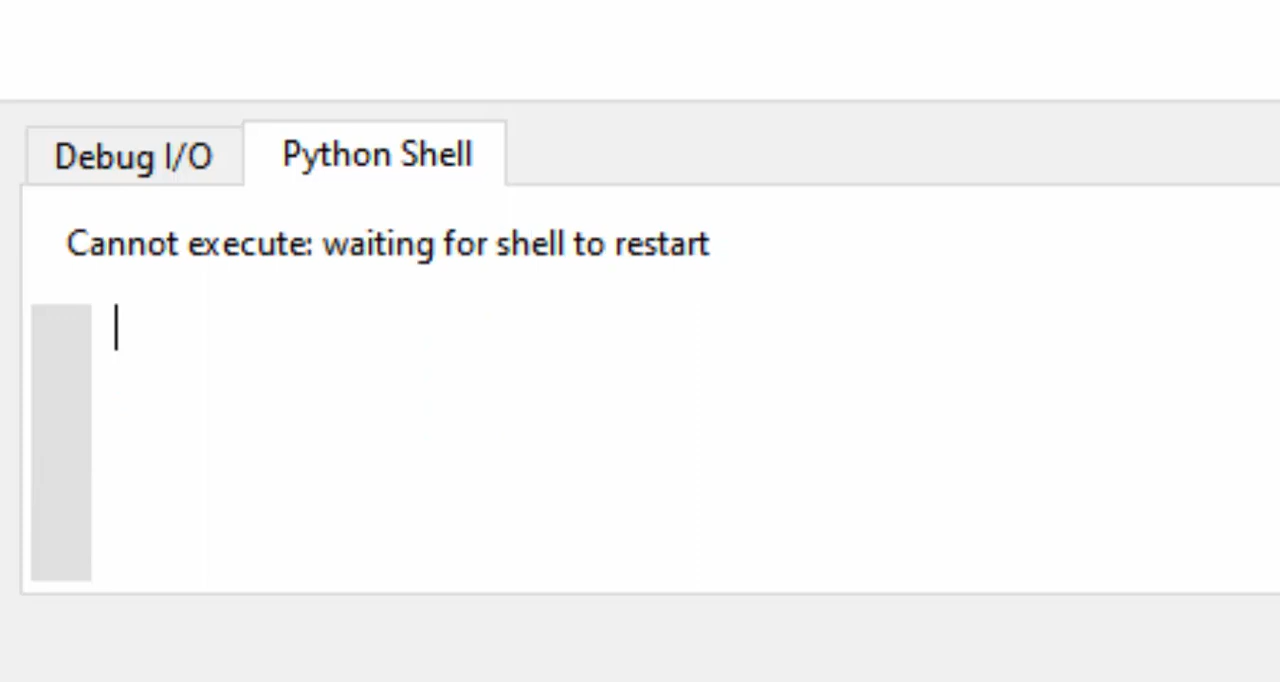 Debug I/O
Python Shell
Cannot execute: waiting for shell to restart